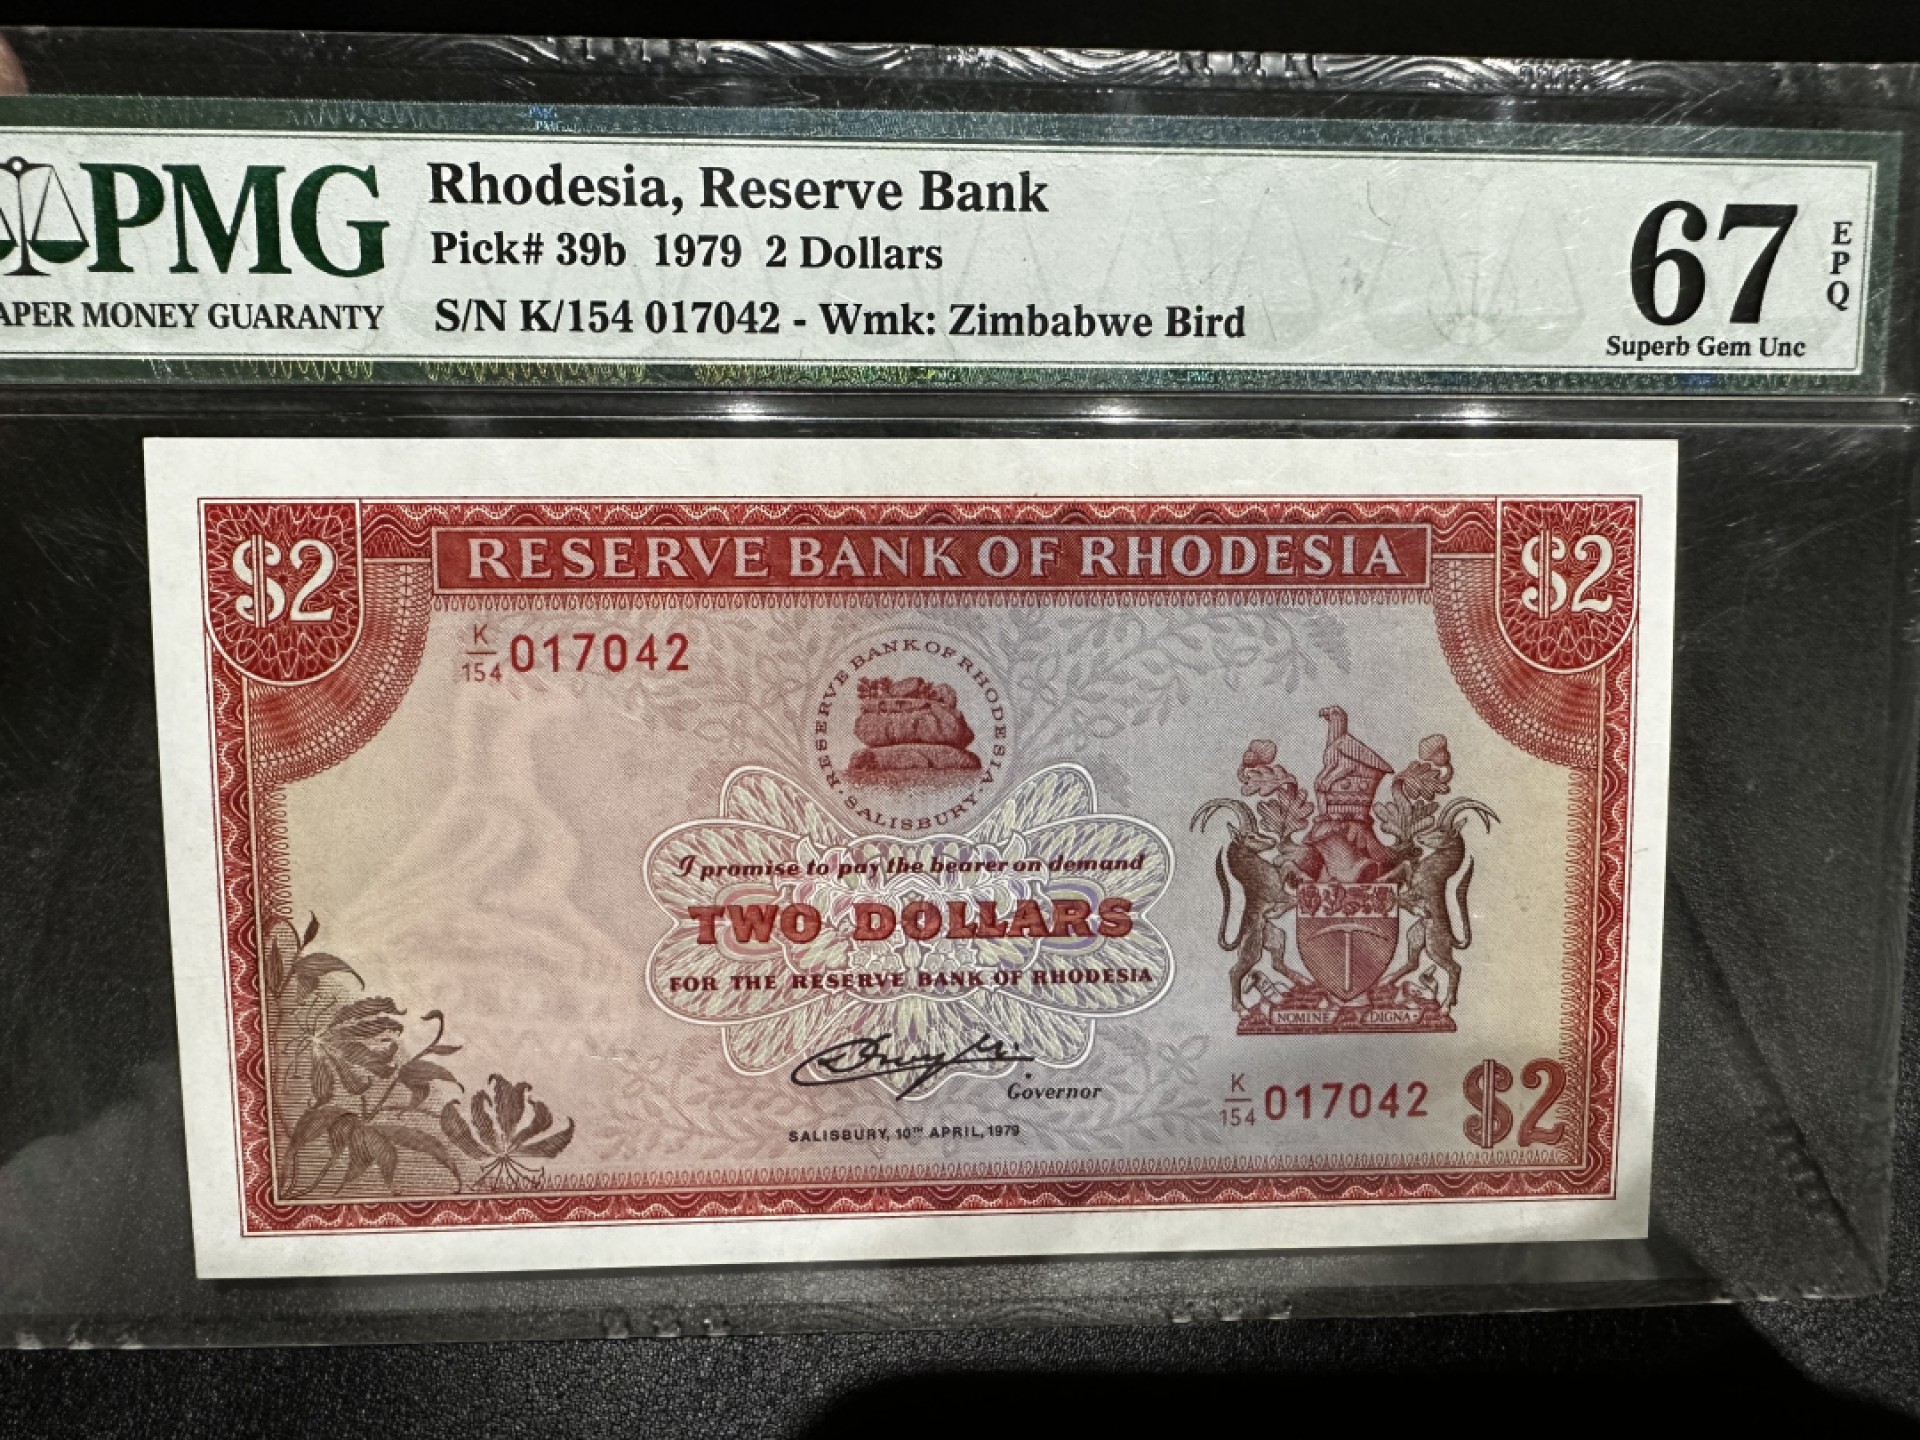 PMG
PAPER MONEY GUARANTY
Rhodesia, Reserve Bank
Pick# 39b 1979 2 Dollars
S/N K/154 017042 - Wmk: Zimbabwe Bird
67
EPQ
Superb Gem Unc
$2
RESERVE BANK OF RHODESIA
$2
K/154 017042
RESERVE BANK OF RHODESIA
· SALISBURY ·
I promise to pay the bearer on demand
TWO DOLLARS
FOR THE RESERVE BANK OF RHODESIA
Governor
SALISBURY, 10TH APRIL, 1979
NOMINE DIGNA
K/154 017042
$2